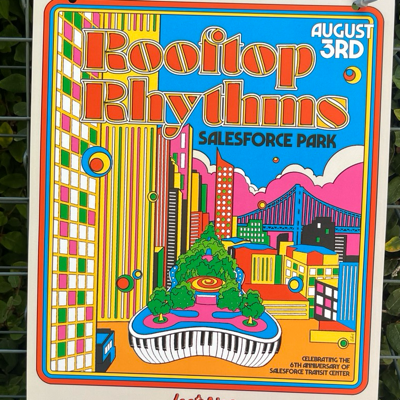 AUGUST
3RD
Rooftop
Rhythms
SALESFORCE PARK
CELEBRATING THE
6TH ANNIVERSARY OF
SALESFORCE TRANSIT CENTER